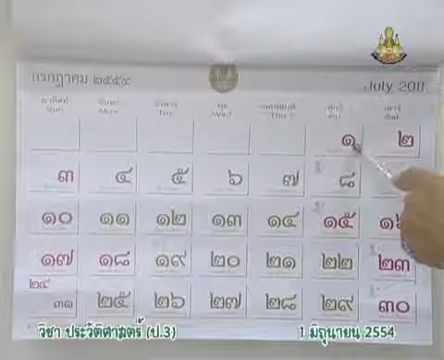 กรกฎาคม ๒๕๕๔ July, 2011
อาทิตย์ จันทร์ อังคาร พุธ พฤหัสบดี ศุกร์ เสาร์
Sun Mon Tue Wed Thu Fri Sat
๑ ๒
๓ ๔ ๕ ๖ ๗ ๘
๑๐ ๑๑ ๑๒ ๑๓ ๑๔ ๑๕ ๑๖
๑๗ ๑๘ ๑๙ ๒๐ ๒๑ ๒๒ ๒๓
๒๔
๓๑ ๒๕ ๒๖ ๒๗ ๒๘ ๒๙ ๓๐
วิชา ประวัติศาสตร์ (ป.3) 1 มิถุนายน 2554